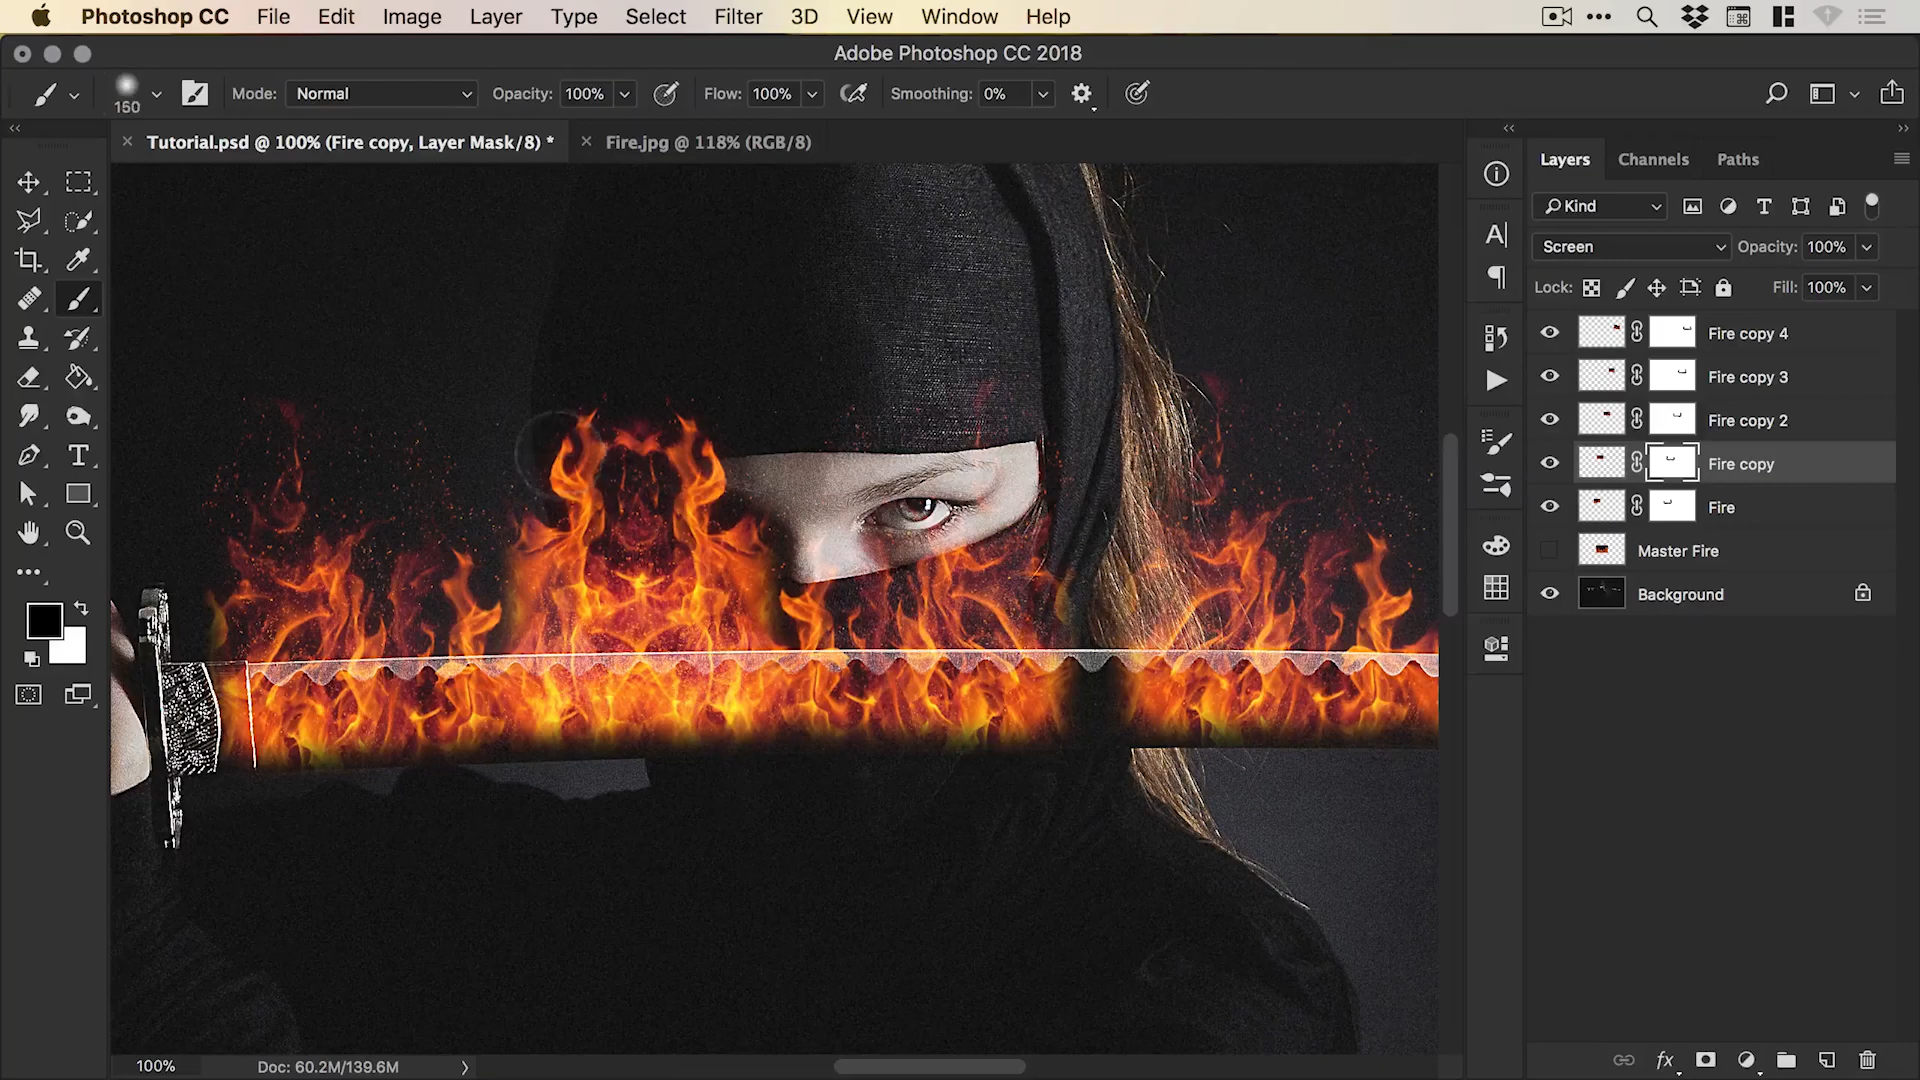 Photoshop CC File Edit Image Layer Type Select Filter 3D View Window Help
Adobe Photoshop CC 2018
150 Mode: Normal Opacity: 100% Flow: 100% Smoothing: 0%
Tutorial.psd @ 100% (Fire copy, Layer Mask/8) * Fire.jpg @ 118% (RGB/8)
Layers Channels Paths
Kind
Screen Opacity: 100%
Lock: Fill: 100%
Fire copy 4
Fire copy 3
Fire copy 2
Fire copy
Fire
Master Fire
Background
100% Doc: 60.2M/139.6M
fx